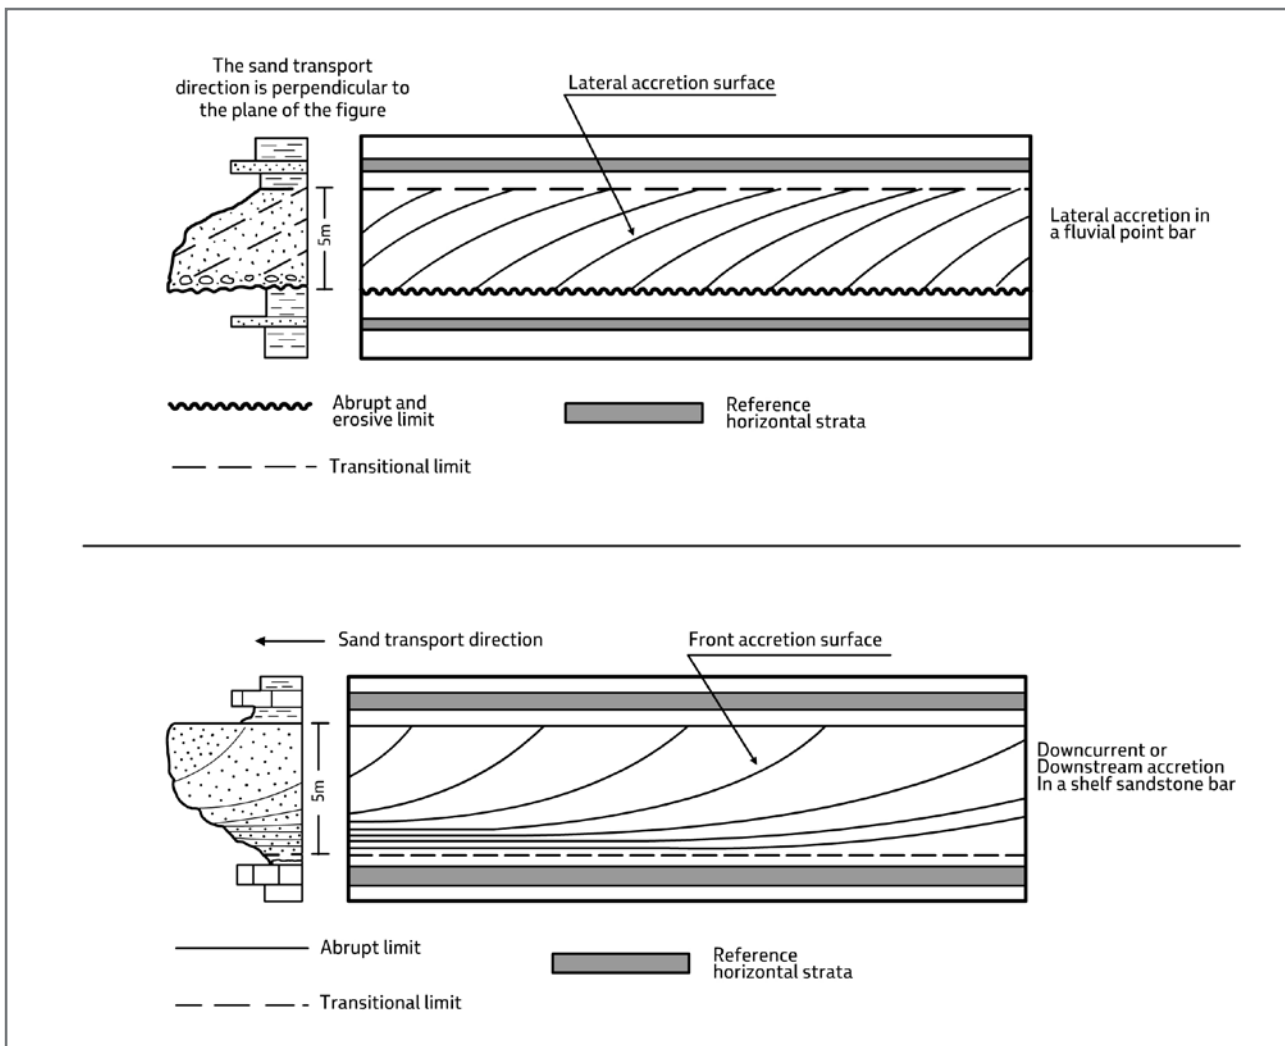 The sand transport
direction is perpendicular to
the plane of the figure
Lateral accretion surface
5m
Lateral accretion in
a fluvial point bar
Abrupt and
erosive limit
Reference
horizontal strata
Transitional limit
Sand transport direction
Front accretion surface
5m
Downcurrent or
Downstream accretion
In a shelf sandstone bar
Abrupt limit
Reference
horizontal strata
Transitional limit